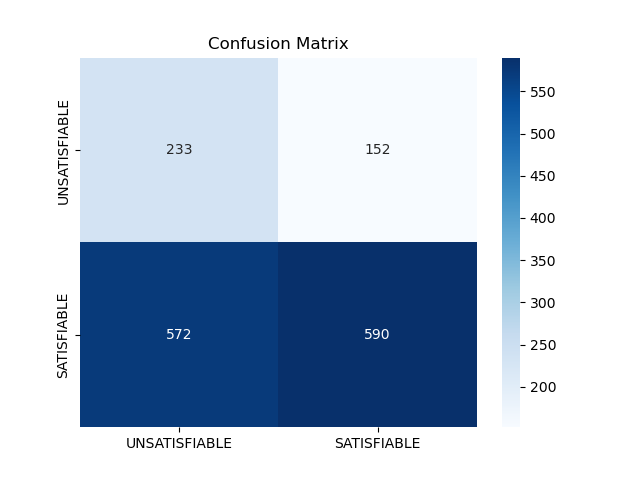 Confusion Matrix
UNSATISFIABLE
233
152
550
500
450
400
350
300
250
200
SATISFIABLE
572
590
UNSATISFIABLE
SATISFIABLE